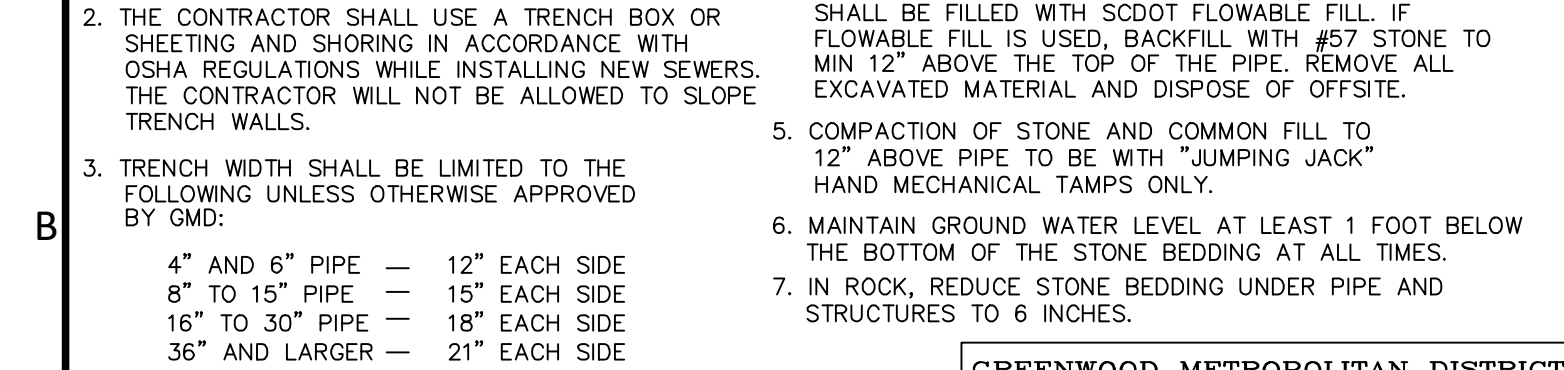 2. THE CONTRACTOR SHALL USE A TRENCH BOX OR
SHEETING AND SHORING IN ACCORDANCE WITH
OSHA REGULATIONS WHILE INSTALLING NEW SEWERS.
THE CONTRACTOR WILL NOT BE ALLOWED TO SLOPE
TRENCH WALLS.
3. TRENCH WIDTH SHALL BE LIMITED TO THE
FOLLOWING UNLESS OTHERWISE APPROVED
BY GMD:
B
4” AND 6” PIPE — 12” EACH SIDE
8” TO 15” PIPE — 15” EACH SIDE
16” TO 30” PIPE — 18” EACH SIDE
36” AND LARGER — 21” EACH SIDE
SHALL BE FILLED WITH SCDOT FLOWABLE FILL. IF
FLOWABLE FILL IS USED, BACKFILL WITH #57 STONE TO
MIN 12” ABOVE THE TOP OF THE PIPE. REMOVE ALL
EXCAVATED MATERIAL AND DISPOSE OF OFFSITE.
5. COMPACTION OF STONE AND COMMON FILL TO
12” ABOVE PIPE TO BE WITH ”JUMPING JACK”
HAND MECHANICAL TAMPS ONLY.
6. MAINTAIN GROUND WATER LEVEL AT LEAST 1 FOOT BELOW
THE BOTTOM OF THE STONE BEDDING AT ALL TIMES.
7. IN ROCK, REDUCE STONE BEDDING UNDER PIPE AND
STRUCTURES TO 6 INCHES.
GREENWOOD METROPOLITAN DISTRICT